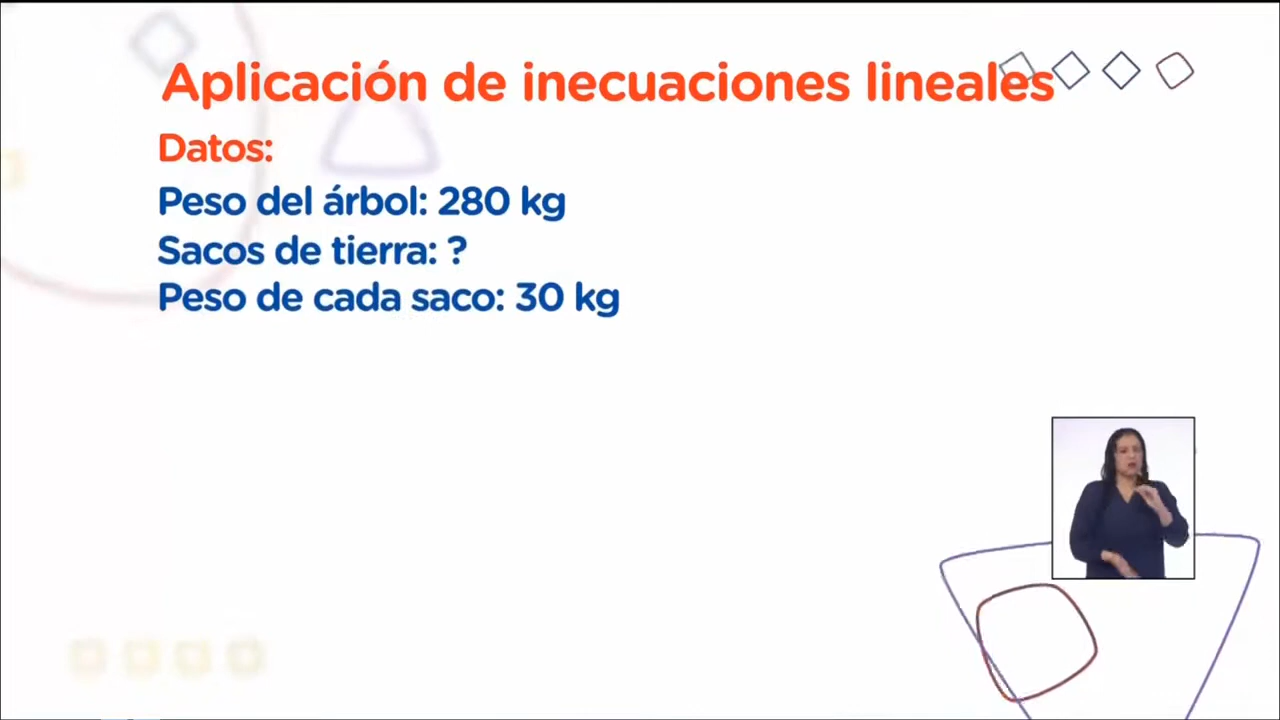 Aplicación de inecuaciones lineales
Datos:
Peso del árbol: 280 kg
Sacos de tierra: ?
Peso de cada saco: 30 kg